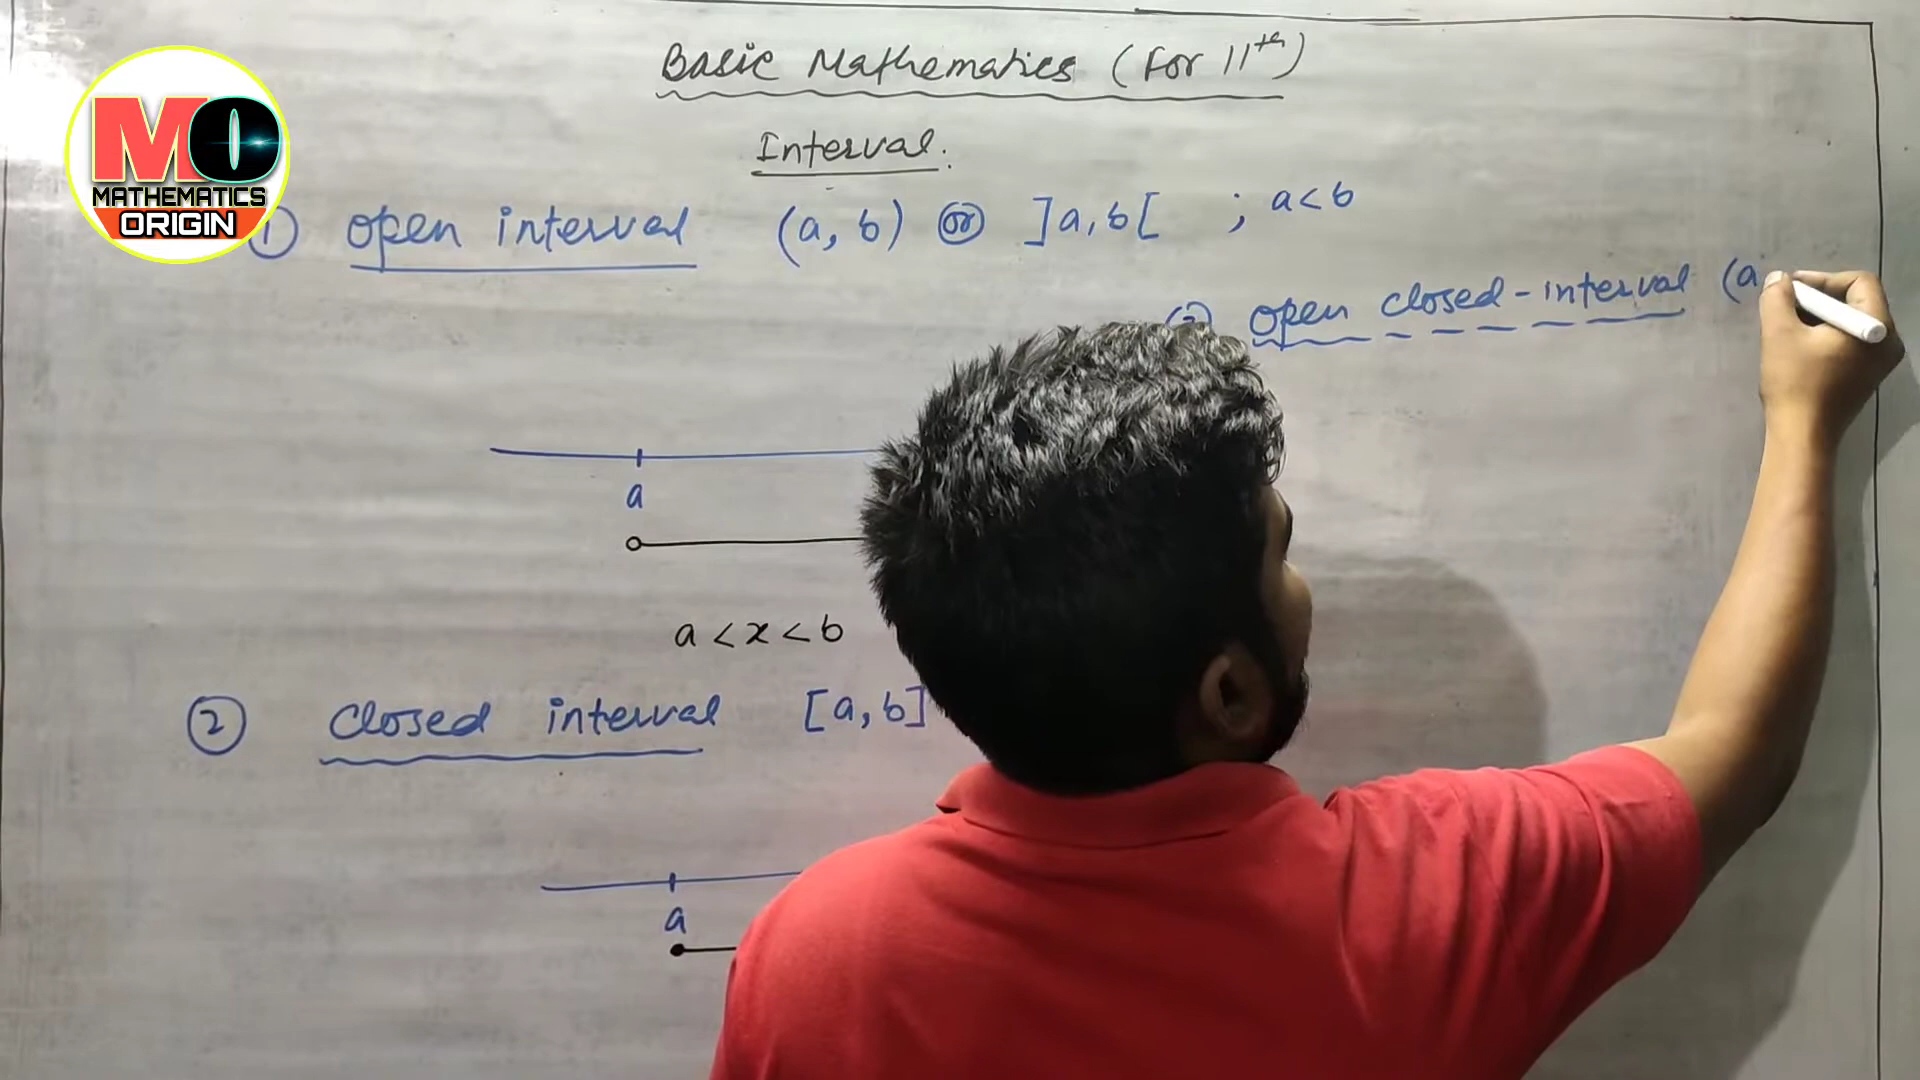 Basic Mathematics (For 11th)
Interval.
MO
MATHEMATICS
ORIGIN
① open interval (a, b) or ]a, b[ ; a<b
open closed-interval (a
a
a < x < b
② closed interval [a, b]
a